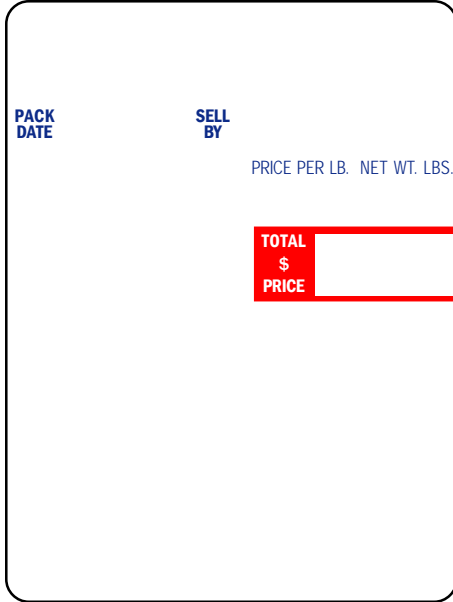 PACK
DATE
SELL
BY
PRICE PER LB. NET WT. LBS.
TOTAL
$
PRICE